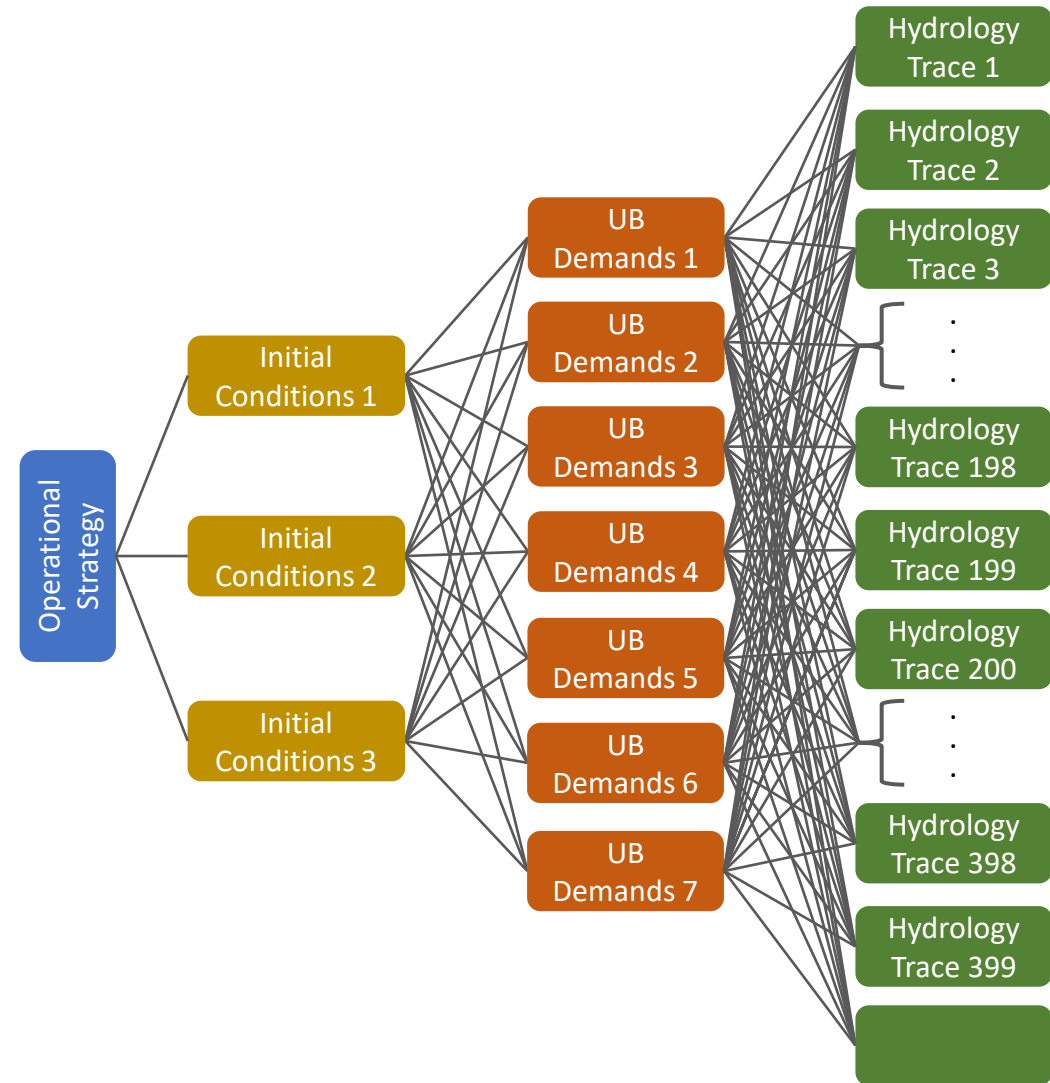 Operational
Strategy
Initial
Conditions 1
Initial
Conditions 2
Initial
Conditions 3
UB
Demands 1
UB
Demands 2
UB
Demands 3
UB
Demands 4
UB
Demands 5
UB
Demands 6
UB
Demands 7
Hydrology
Trace 1
Hydrology
Trace 2
Hydrology
Trace 3
.
.
.
Hydrology
Trace 198
Hydrology
Trace 199
Hydrology
Trace 200
.
.
.
Hydrology
Trace 398
Hydrology
Trace 399